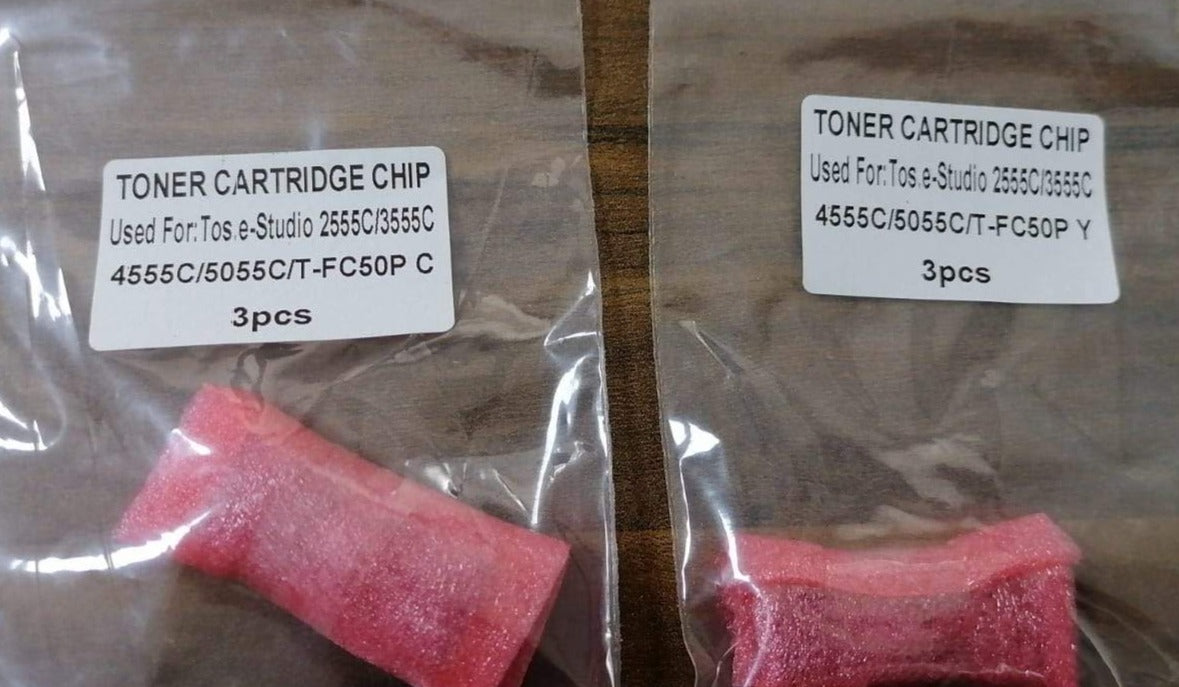 TONER CARTRIDGE CHIP
Used For:Tos.e-Studio 2555C/3555C
4555C/5055C/T-FC50P C
3pcs
TONER CARTRIDGE CHIP
Used For:Tos.e-Studio 2555C/3555C
4555C/5055C/T-FC50P Y
3pcs